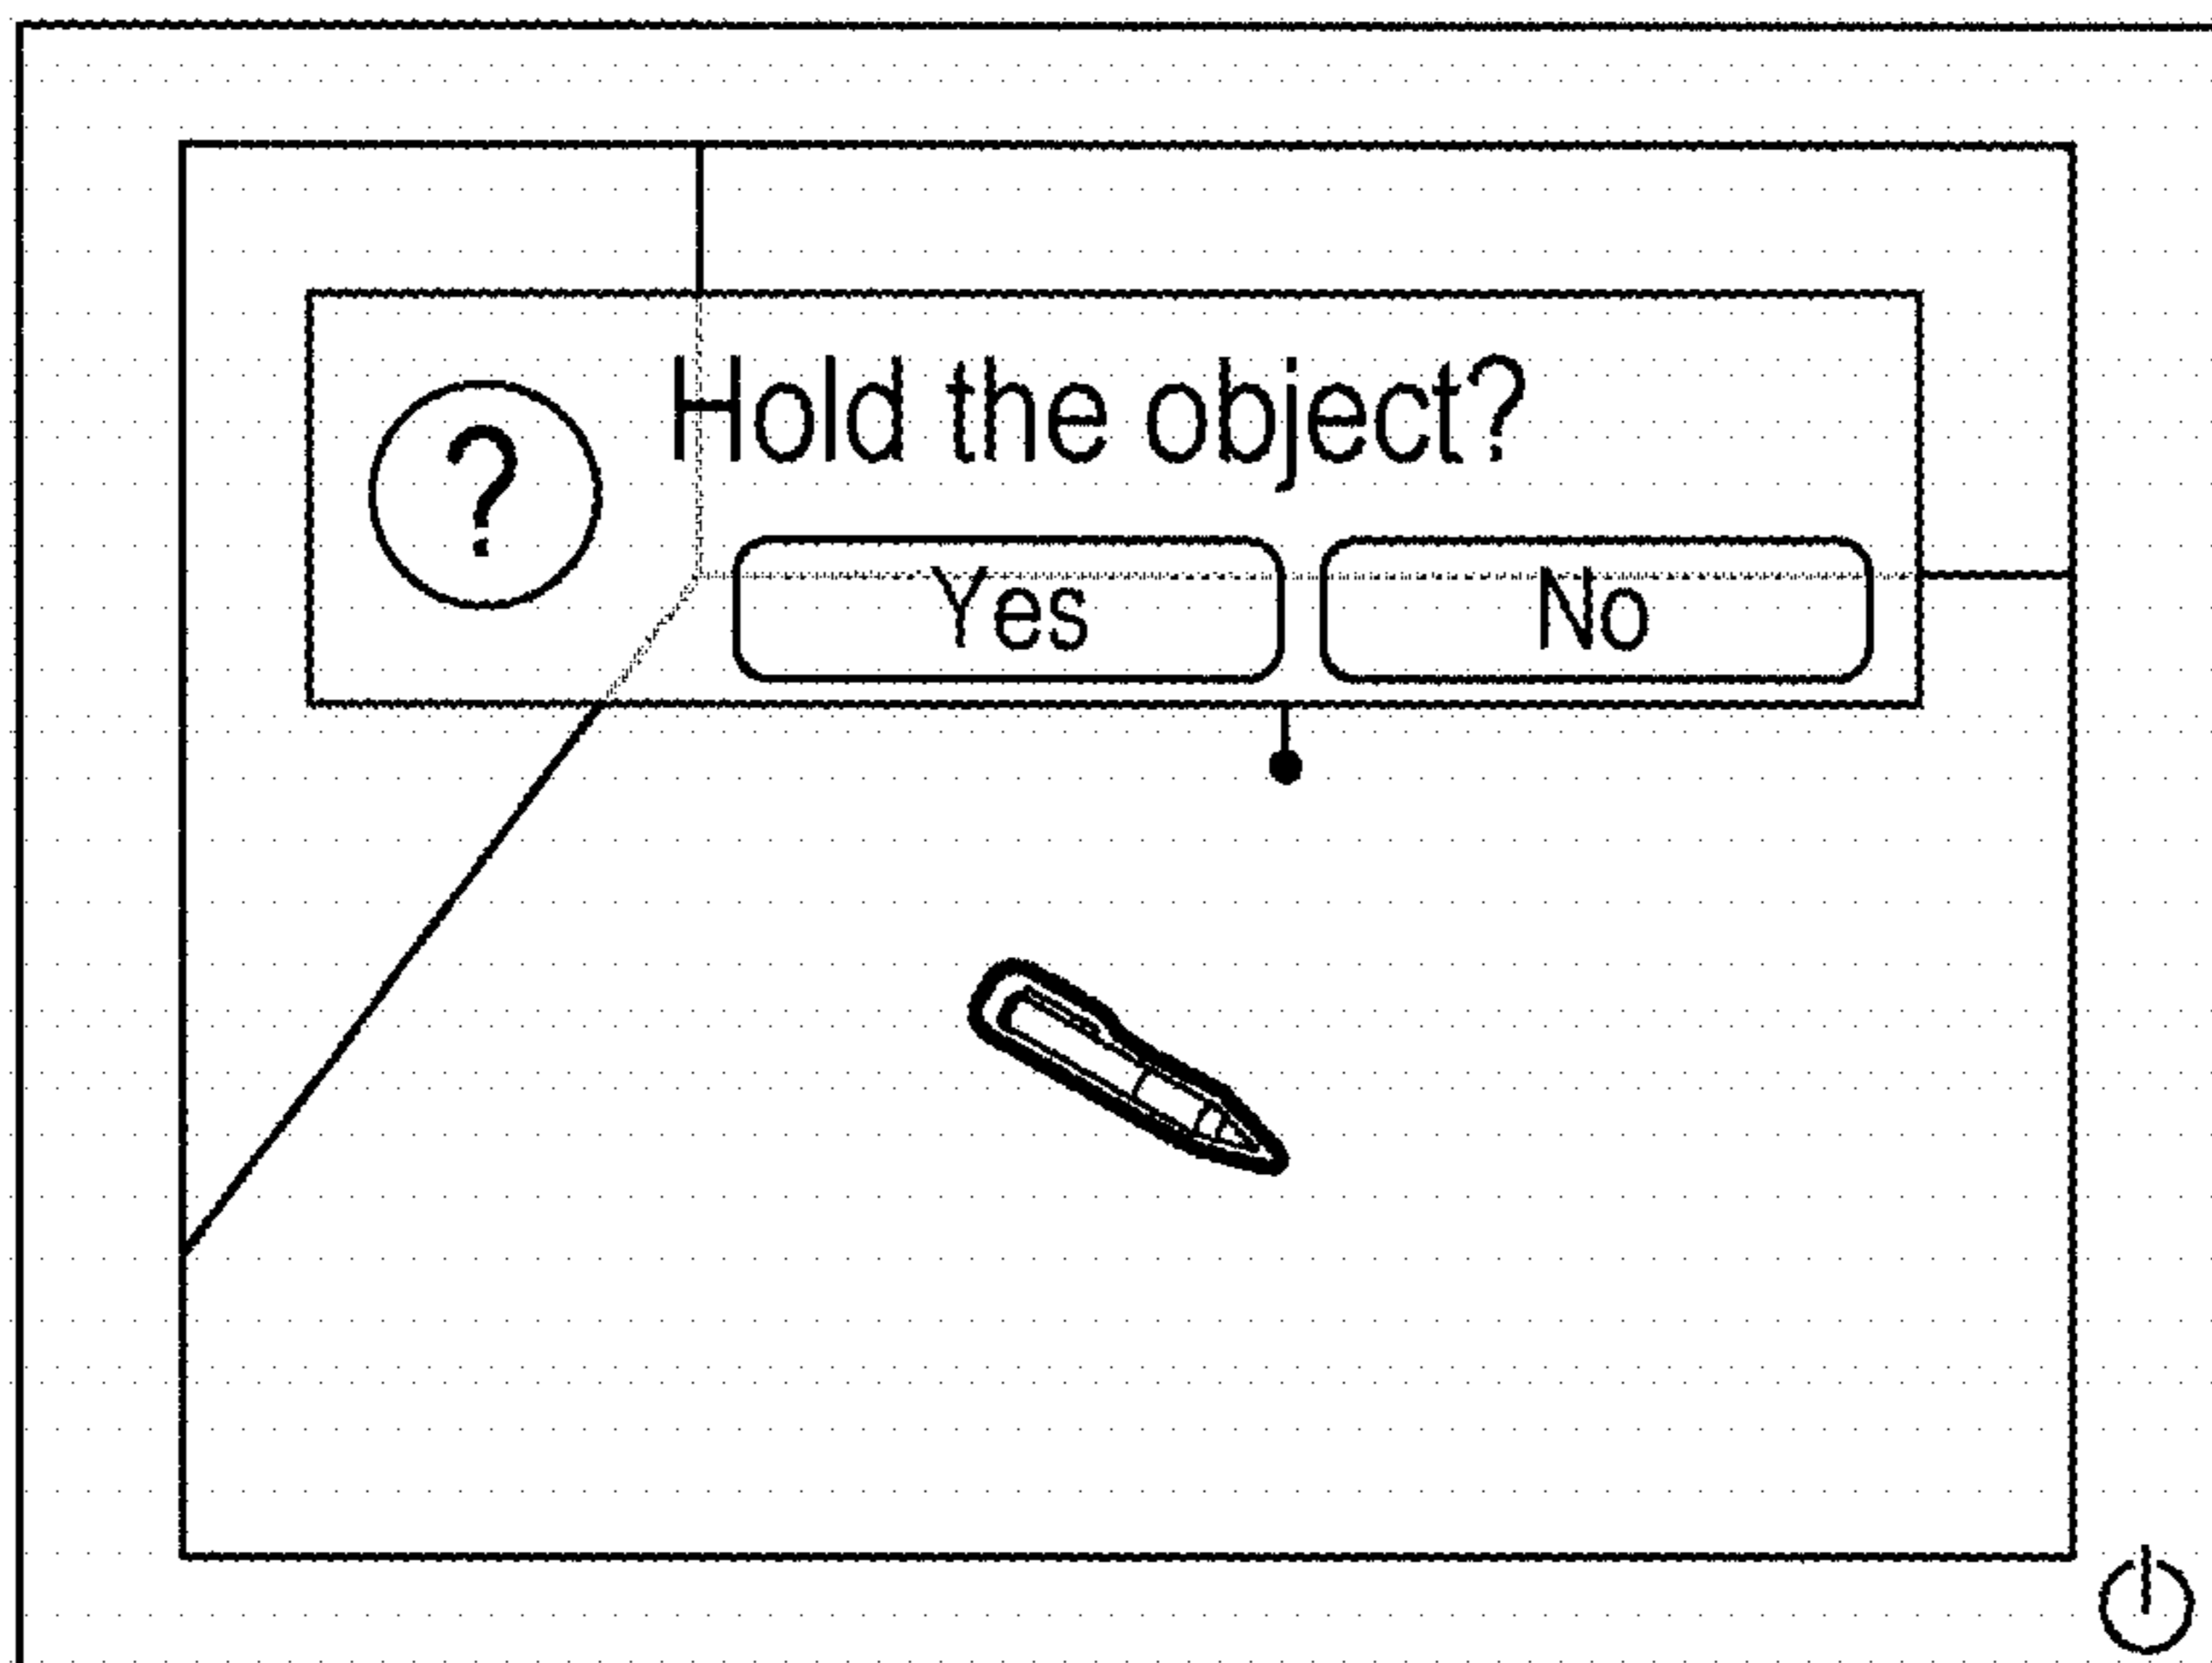 ?
Hold the object?
Yes No